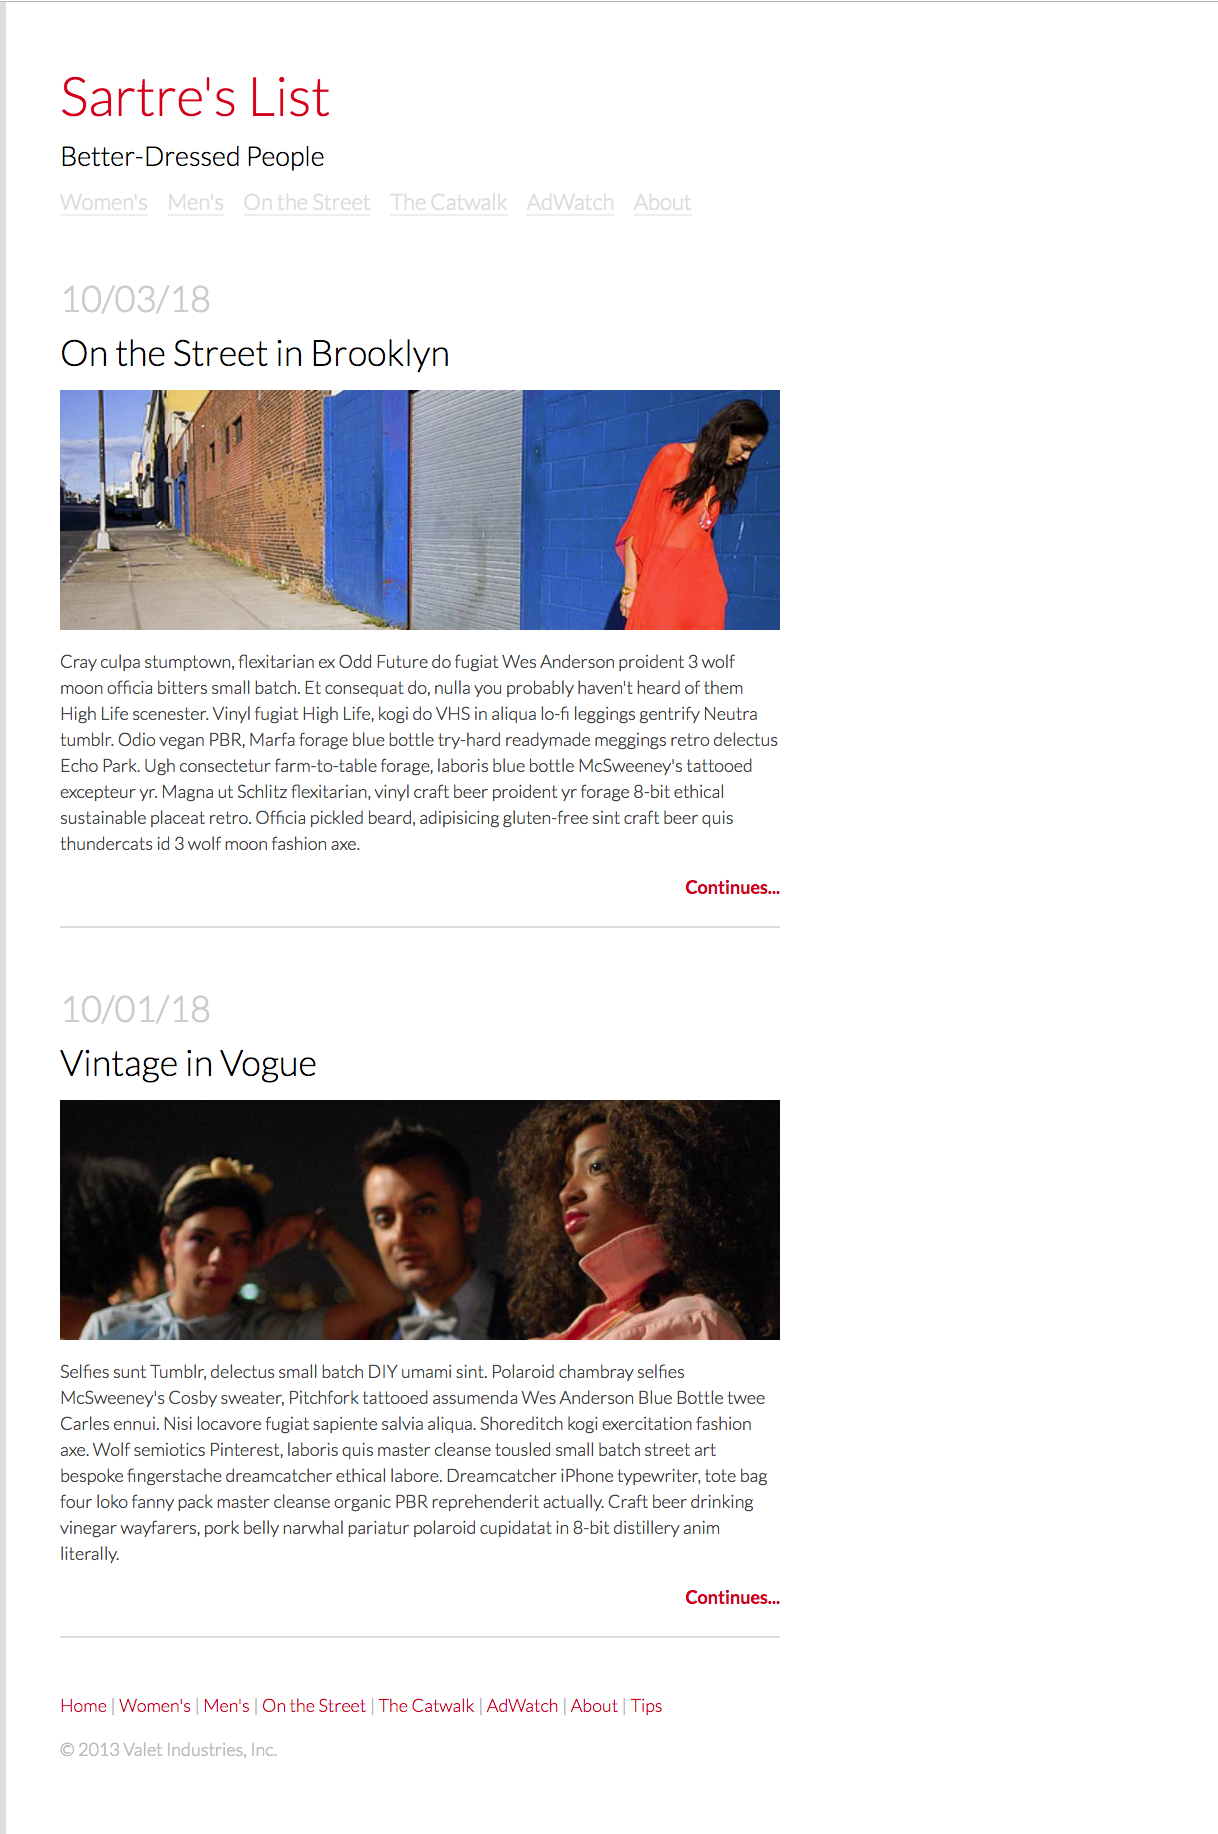 Sartre's List
Better-Dressed People
Women's Men's On the Street The Catwalk AdWatch About
10/03/18
On the Street in Brooklyn
Cray culpa stumptown, flexitarian ex Odd Future do fugiat Wes Anderson proident 3 wolf
moon officia bitters small batch. Et consequat do, nulla you probably haven't heard of them
High Life scenester. Vinyl fugiat High Life, kogi do VHS in aliqua lo-fi leggings gentrify Neutra
tumblr. Odio vegan PBR, Marfa forage blue bottle try-hard readymade meggings retro delectus
Echo Park. Ugh consectetur farm-to-table forage, laboris blue bottle McSweeney's tattooed
excepteur yr. Magna ut Schlitz flexitarian, vinyl craft beer proident yr forage 8-bit ethical
sustainable placeat retro. Officia pickled beard, adipisicing gluten-free sint craft beer quis
thundercats id 3 wolf moon fashion axe.
Continues...
10/01/18
Vintage in Vogue
Selfies sunt Tumblr, delectus small batch DIY umami sint. Polaroid chambray selfies
McSweeney's Cosby sweater, Pitchfork tattooed assumenda Wes Anderson Blue Bottle twee
Carles ennui. Nisi locavore fugiat sapiente salvia aliqua. Shoreditch kogi exercitation fashion
axe. Wolf semiotics Pinterest, laboris quis master cleanse tousled small batch street art
bespoke fingerstache dreamcatcher ethical labore. Dreamcatcher iPhone typewriter, tote bag
four loko fanny pack master cleanse organic PBR reprehenderit actually. Craft beer drinking
vinegar wayfarers, pork belly narwhal pariatur polaroid cupidatat in 8-bit distillery anim
literally.
Continues...
Home | Women's | Men's | On the Street | The Catwalk | AdWatch | About | Tips
© 2013 Valet Industries, Inc.